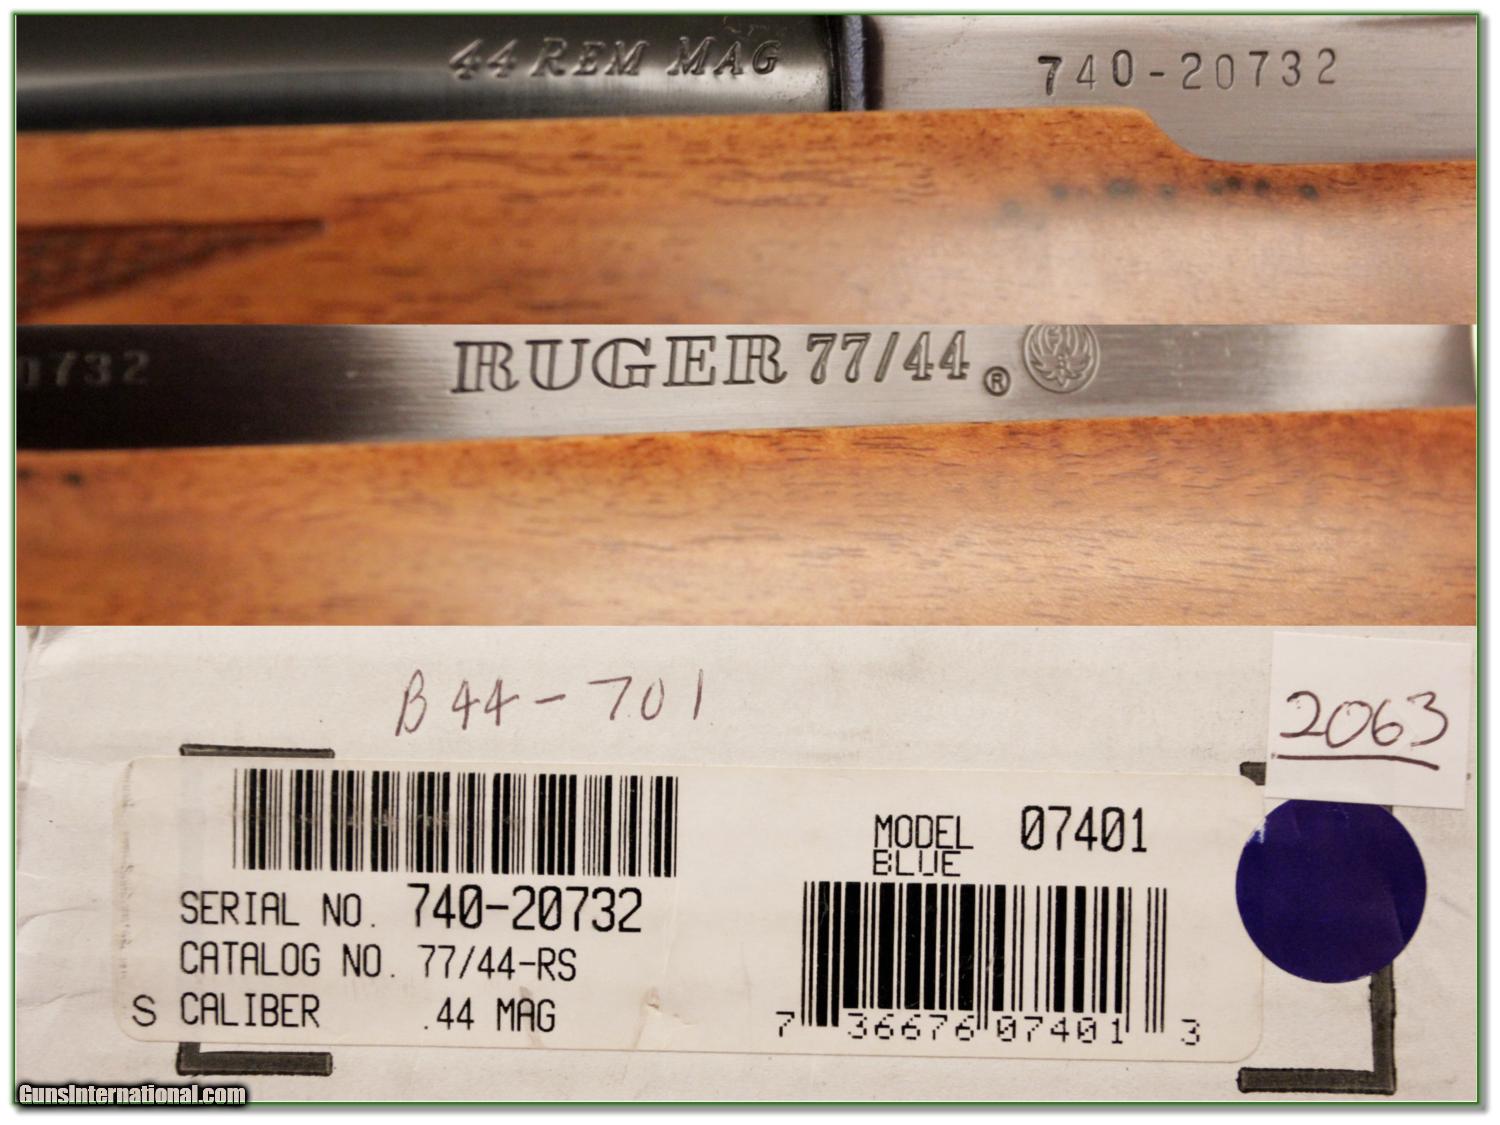 44 REM MAG
740-20732
0732
RUGER 77/44 ®
B44-701
2063
MODEL 07401
BLUE
SERIAL NO. 740-20732
CATALOG NO. 77/44-RS
S CALIBER .44 MAG
7 36676 07401 3
GunsInternational.com